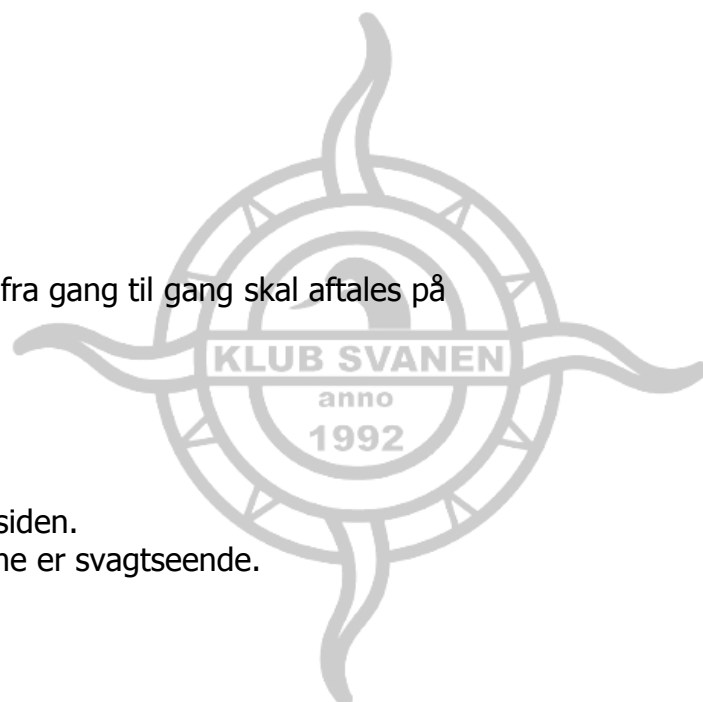 fra gang til gang skal aftales på
KLUB SVANEN
anno
1992
siden.
ne er svagtseende.